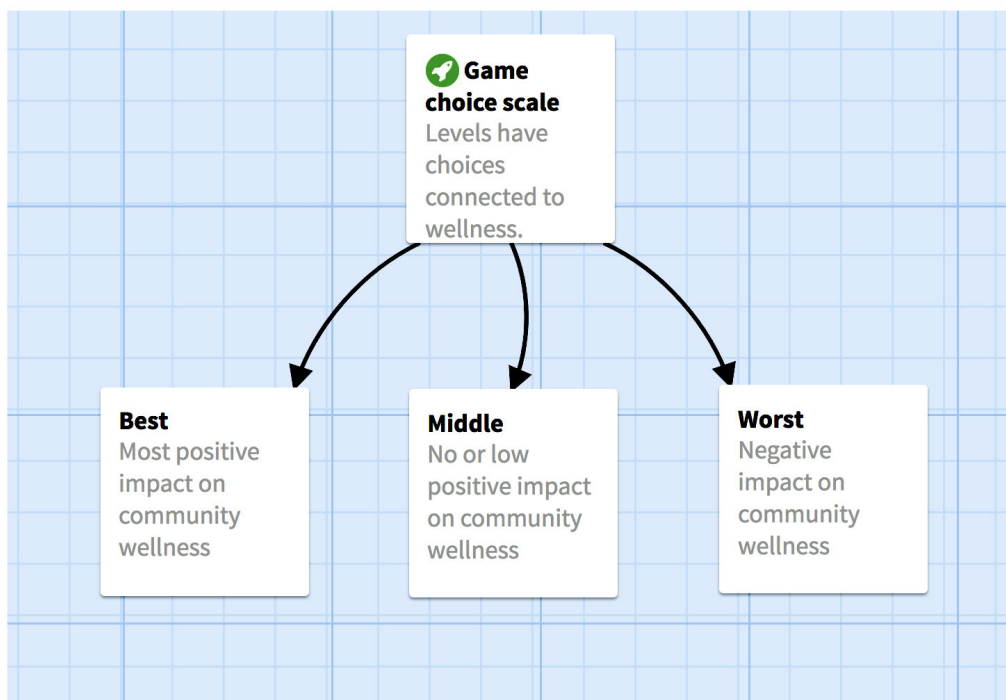 Game
choice scale
Levels have
choices
connected to
wellness.
Best
Most positive
impact on
community
wellness
Middle
No or low
positive impact
on community
wellness
Worst
Negative
impact on
community
wellness